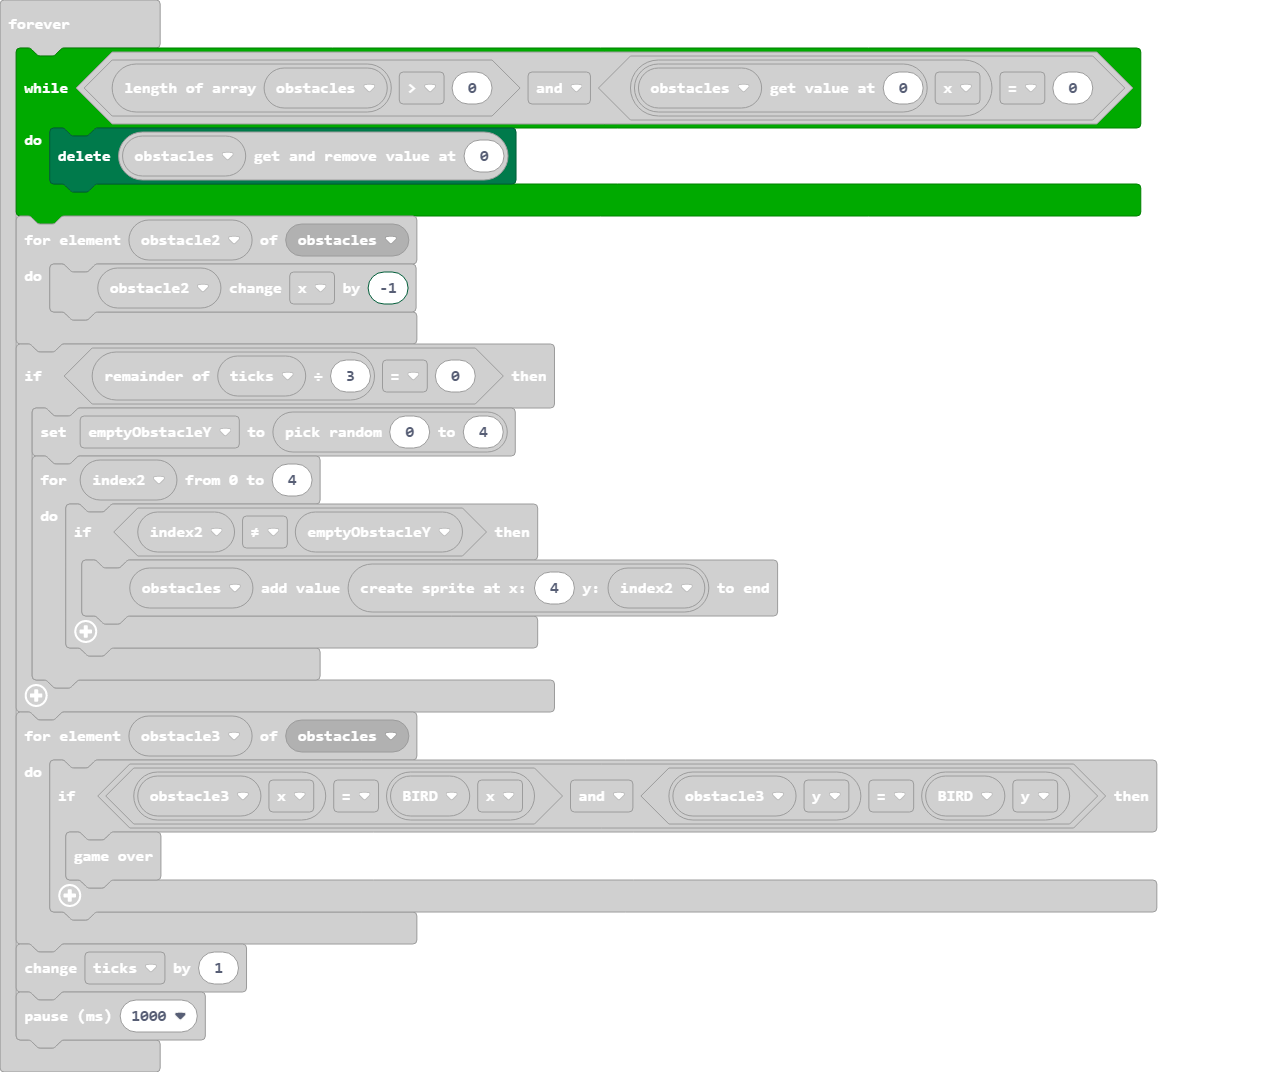 forever
while length of array obstacles > 0 and obstacles get value at 0 x = 0
do delete obstacles get and remove value at 0
for element obstacle2 of obstacles
do obstacle2 change x by -1
if remainder of ticks ÷ 3 = 0 then
set emptyObstacleY to pick random 0 to 4
for index2 from 0 to 4
do if index2 ≠ emptyObstacleY then
obstacles add value create sprite at x: 4 y: index2 to end
for element obstacle3 of obstacles
do if obstacle3 x = BIRD x and obstacle3 y = BIRD y then
game over
change ticks by 1
pause (ms) 1000